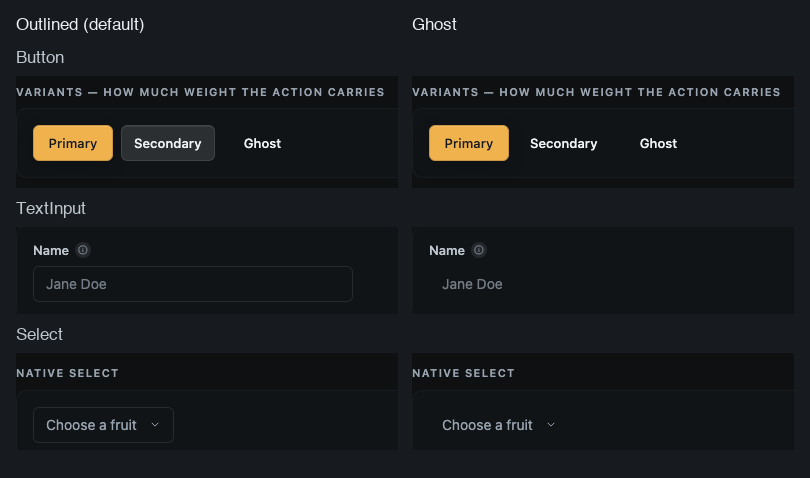 Outlined (default)
Ghost
Button
VARIANTS — HOW MUCH WEIGHT THE ACTION CARRIES
VARIANTS — HOW MUCH WEIGHT THE ACTION CARRIES
Primary
Secondary
Ghost
Primary
Secondary
Ghost
TextInput
Name
Name
Jane Doe
Jane Doe
Select
NATIVE SELECT
NATIVE SELECT
Choose a fruit
Choose a fruit